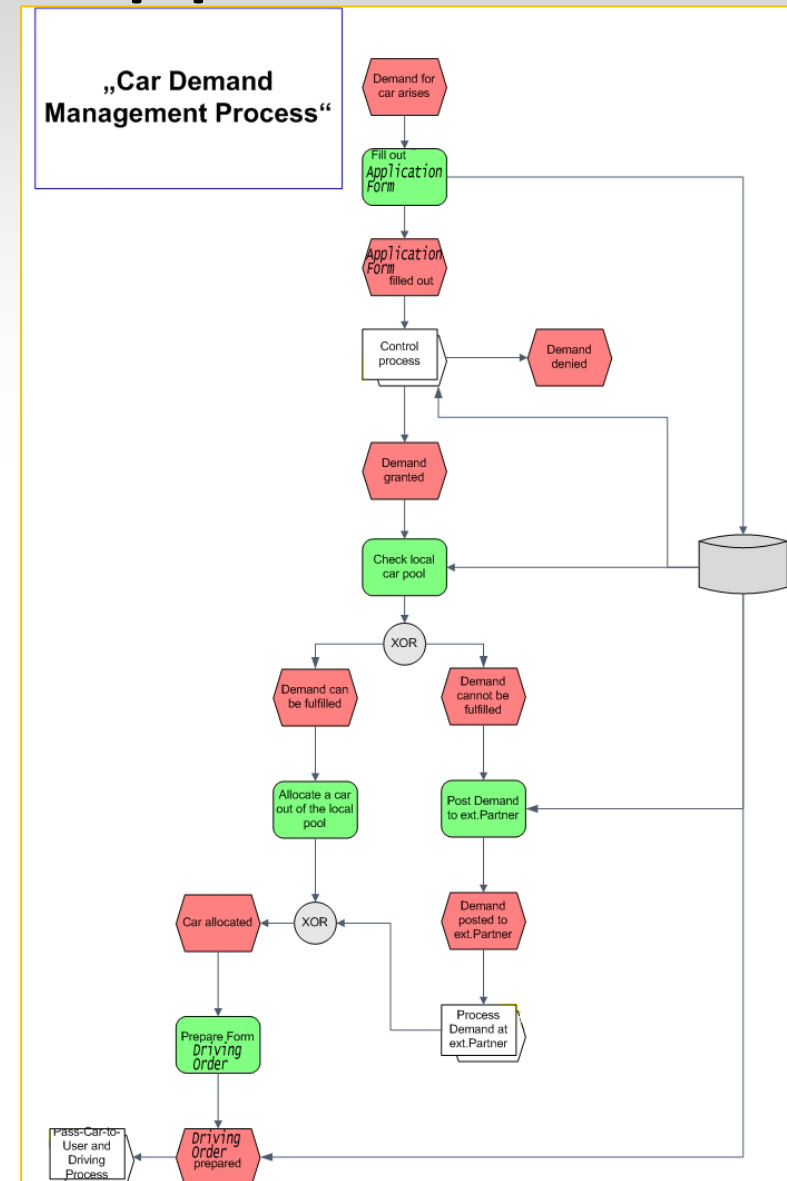 „Car Demand
Management Process“
Demand for
car arises
Fill out
Application
Form
Application
Form
filled out
Control
process
Demand
denied
Demand
granted
Check local
car pool
XOR
Demand can
be fulfilled
Demand
cannot be
fulfilled
Allocate a car
out of the local
pool
Post Demand
to ext.Partner
Car allocated
XOR
Demand
posted to
ext.Partner
Prepare Form
Driving
Order
Process
Demand at
ext.Partner
Pass-Car-to-
User and
Driving
Process
Driving
Order
prepared